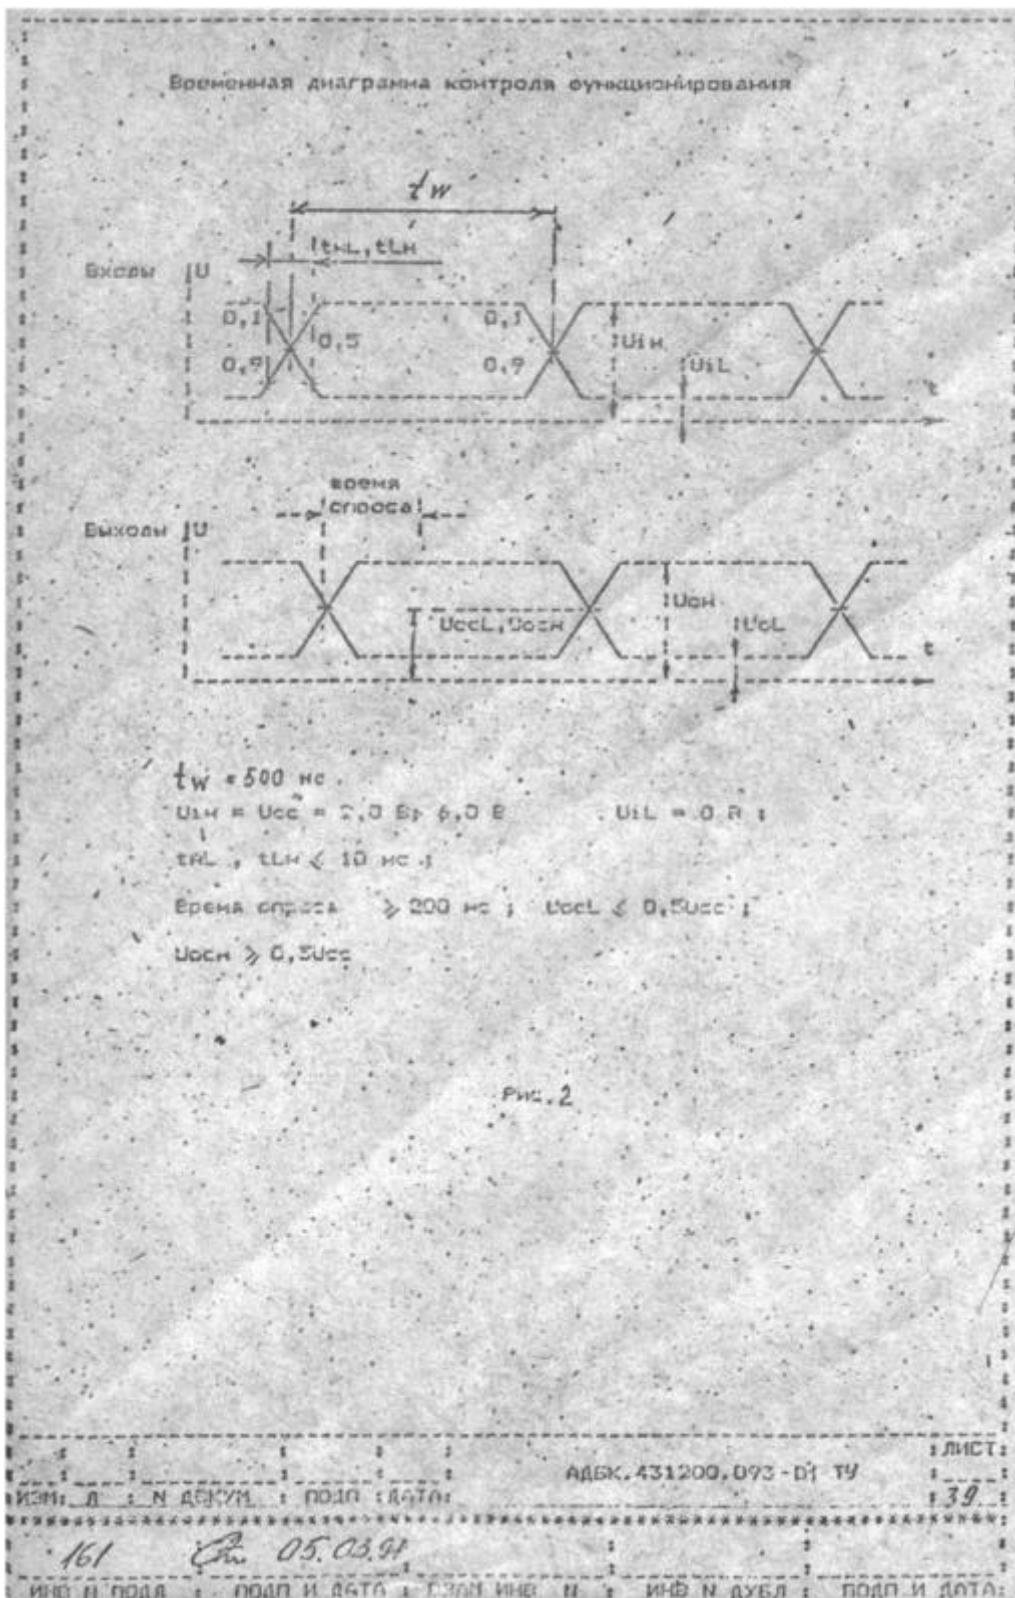 Временная диаграмма контроля функционирования
tw
tHL, tLH
Входы U
0,1 0,5 0,1
0,9 0,9
UiH
UiL
t
время
опроса
Выходы U
UocL, UocH
UoH
UoL
t
tw = 500 нс.
UiH = Ucc = 2,0 В; 6,0 В UiL = 0 В ;
tHL , tLH ⩽ 10 нс ;
Время опроса ⩾ 200 нс ; UocL ⩽ 0,5Ucc ;
UocH ⩾ 0,5Ucc
Рис. 2
ЛИСТ
АДБК.431200.093-01 ТУ
ИЗМ: Л : N ДОКУМ : ПОДП : ДАТА: 39
161 05.03.91
ИНВ N ПОДЛ : ПОДП И ДАТА : ВЗАМ ИНВ N : ИНВ N ДУБЛ : ПОДП И ДАТА: